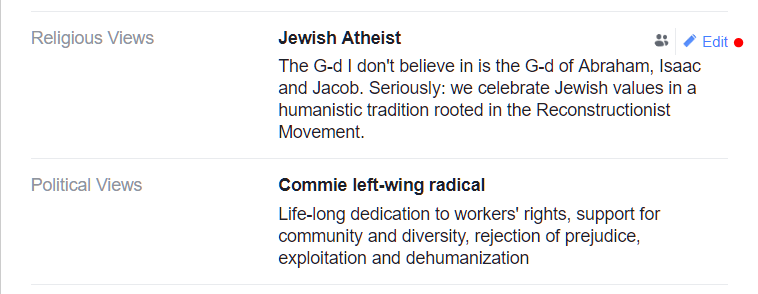 Religious Views
Jewish Atheist
Edit
The G-d I don't believe in is the G-d of Abraham, Isaac
and Jacob. Seriously: we celebrate Jewish values in a
humanistic tradition rooted in the Reconstructionist
Movement.
Political Views
Commie left-wing radical
Life-long dedication to workers' rights, support for
community and diversity, rejection of prejudice,
exploitation and dehumanization